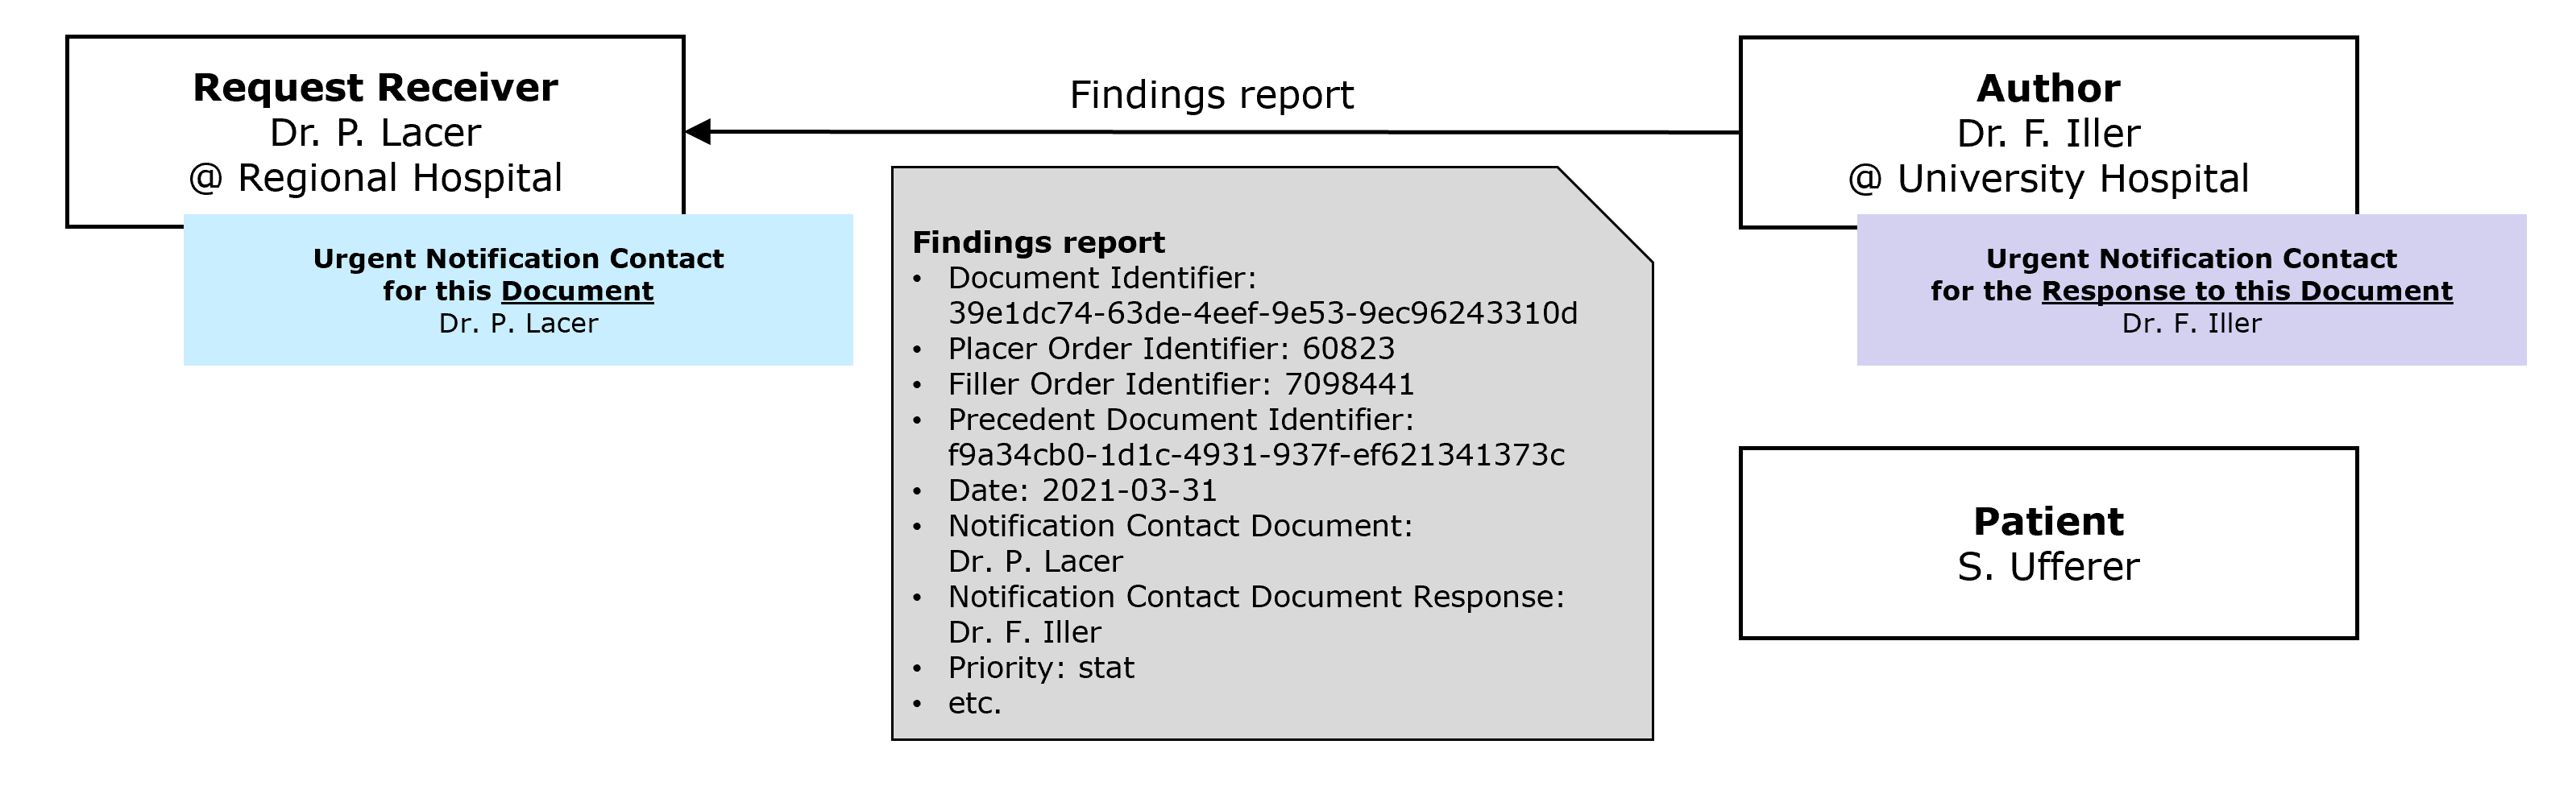 Request Receiver
Dr. P. Lacer
@ Regional Hospital
Urgent Notification Contact
for this Document
Dr. P. Lacer
Findings report
Findings report
• Document Identifier:
39e1dc74-63de-4eef-9e53-9ec96243310d
• Placer Order Identifier: 60823
• Filler Order Identifier: 7098441
• Precedent Document Identifier:
f9a34cb0-1d1c-4931-937f-ef621341373c
• Date: 2021-03-31
• Notification Contact Document:
Dr. P. Lacer
• Notification Contact Document Response:
Dr. F. Iller
• Priority: stat
• etc.
Author
Dr. F. Iller
@ University Hospital
Urgent Notification Contact
for the Response to this Document
Dr. F. Iller
Patient
S. Ufferer